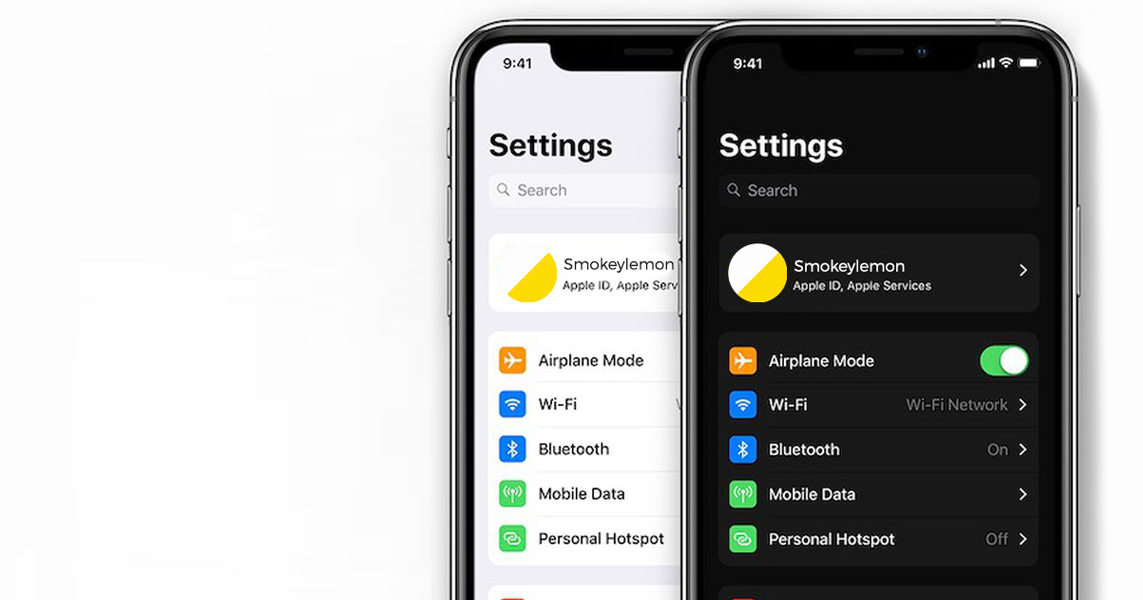 9:41
Settings
Search
Smokeylemon
Apple ID, Apple Serv
Airplane Mode
Wi-Fi
Bluetooth
Mobile Data
Personal Hotspot
9:41
Settings
Search
Smokeylemon
Apple ID, Apple Services
Airplane Mode
Wi-Fi Wi-Fi Network
Bluetooth On
Mobile Data
Personal Hotspot Off